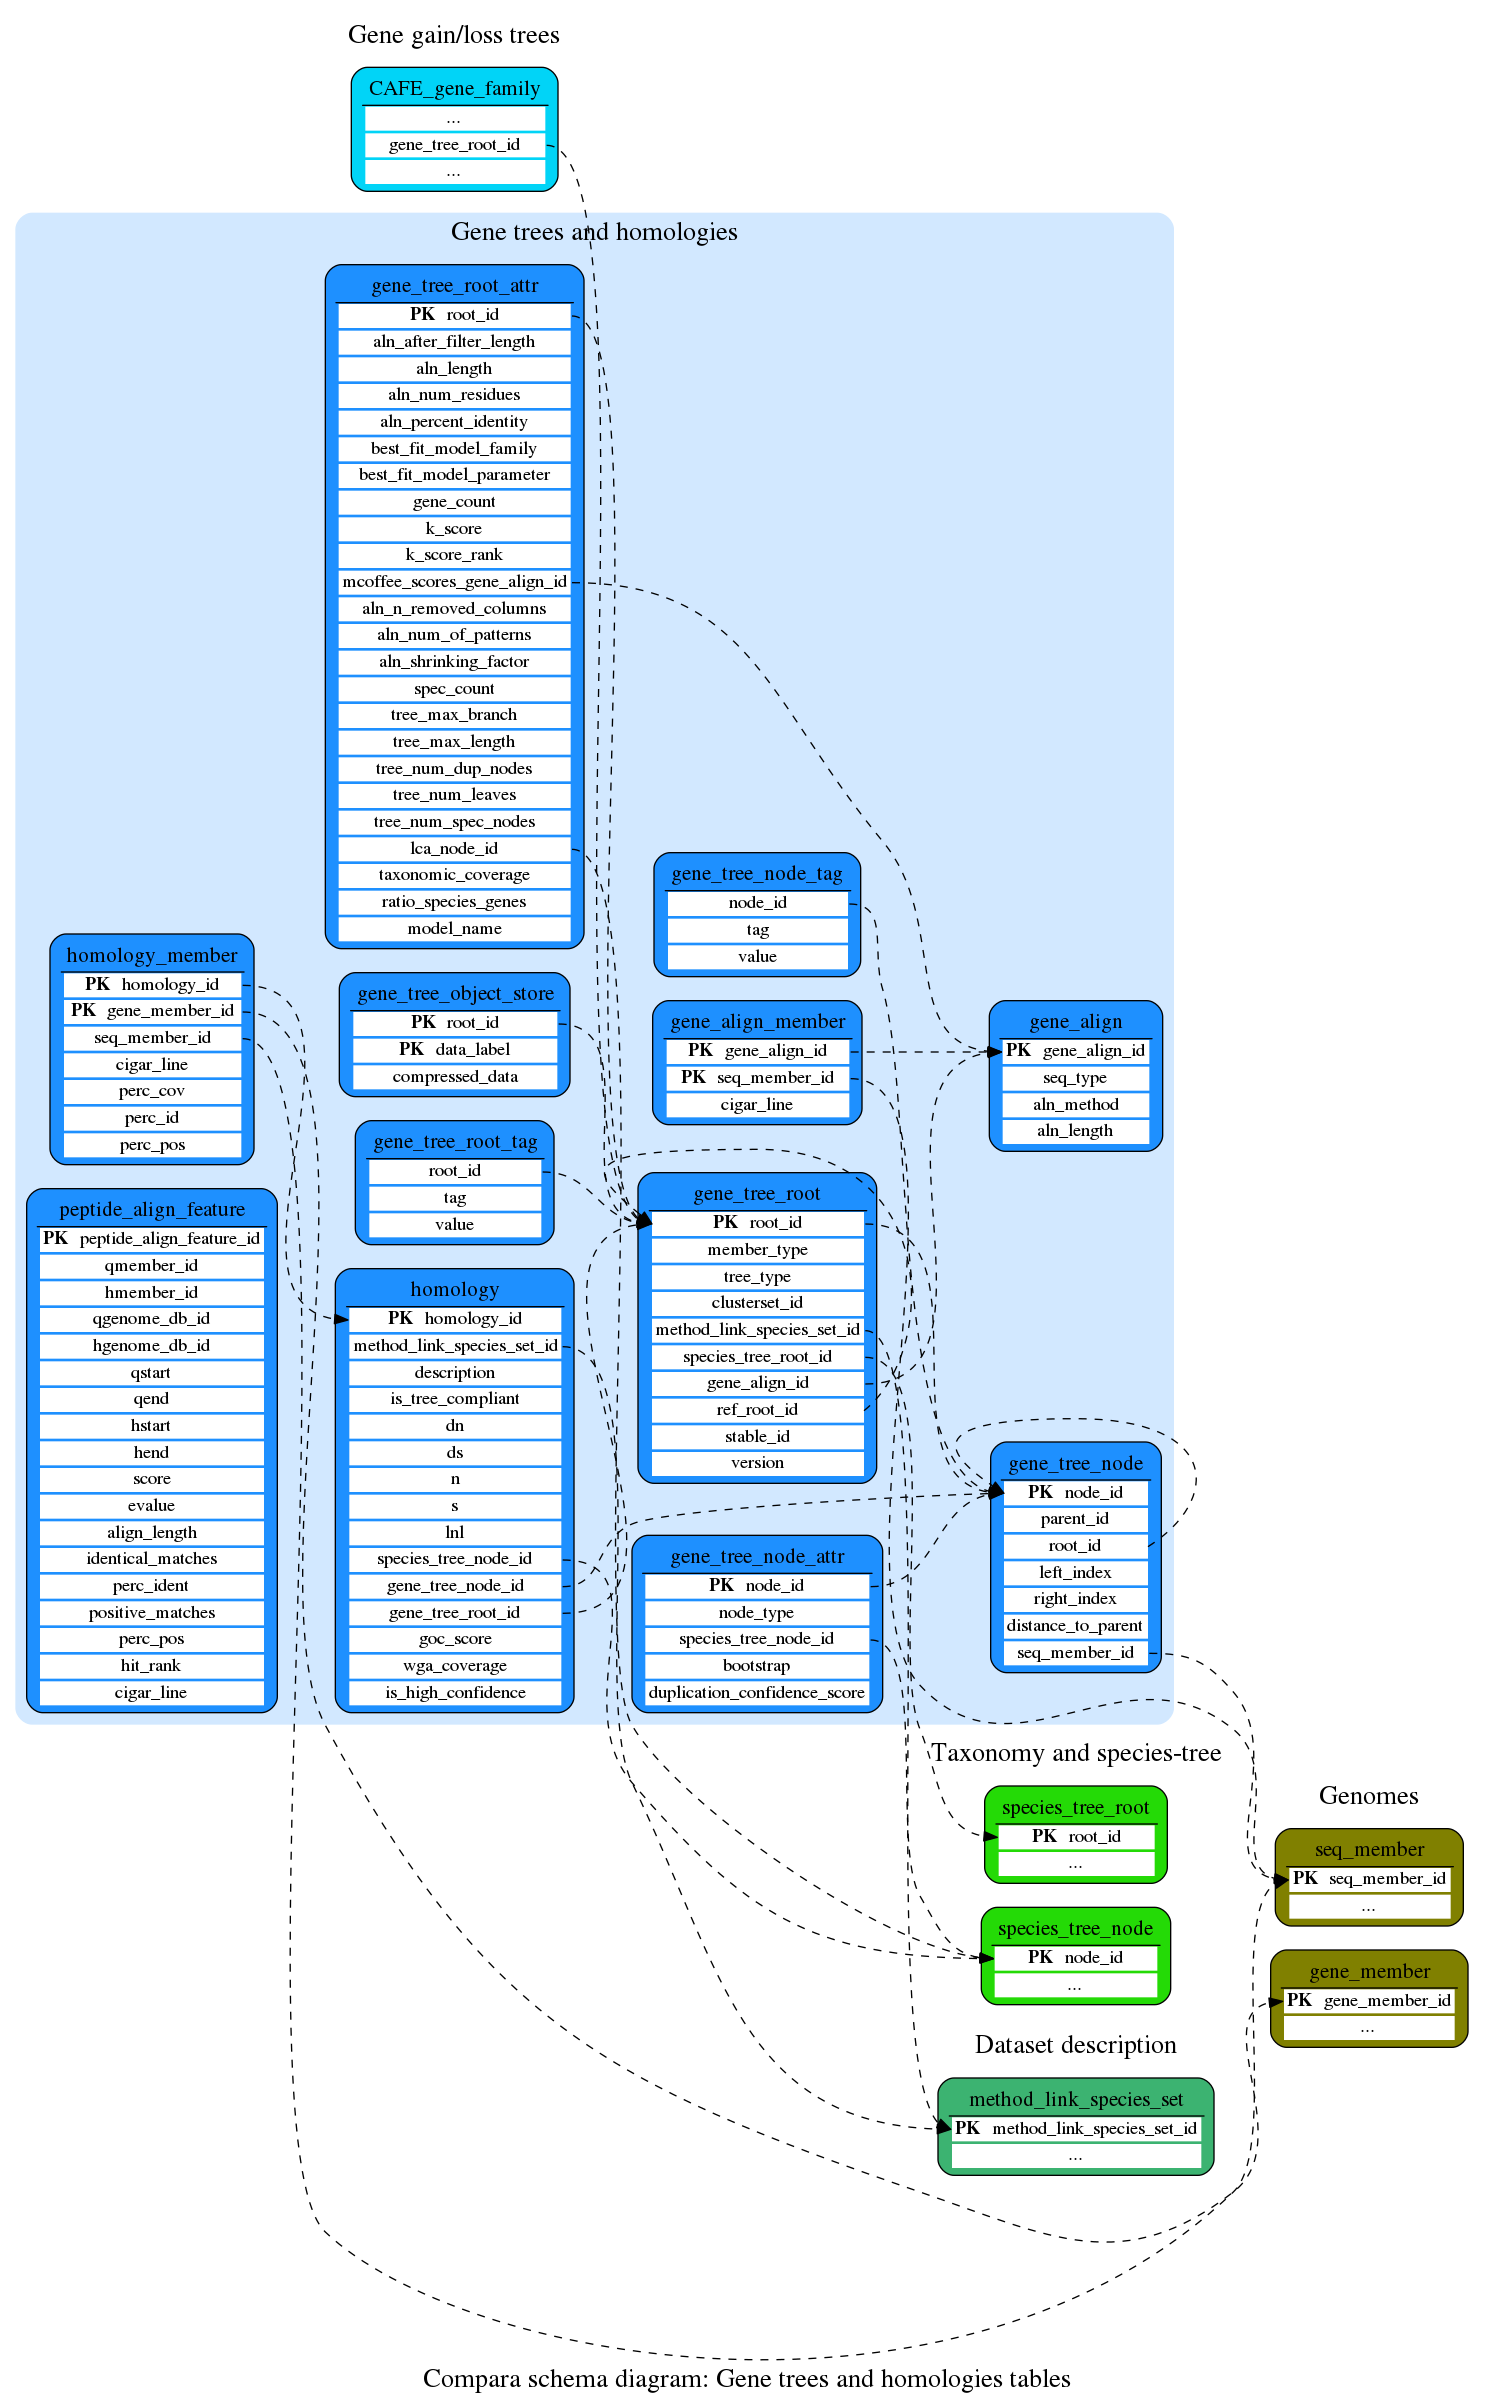 Gene gain/loss trees
CAFE_gene_family
...
gene_tree_root_id
...
Gene trees and homologies
gene_tree_root_attr
PK root_id
aln_after_filter_length
aln_length
aln_num_residues
aln_percent_identity
best_fit_model_family
best_fit_model_parameter
gene_count
k_score
k_score_rank
mcoffee_scores_gene_align_id
aln_n_removed_columns
aln_num_of_patterns
aln_shrinking_factor
spec_count
tree_max_branch
tree_max_length
tree_num_dup_nodes
tree_num_leaves
tree_num_spec_nodes
lca_node_id
taxonomic_coverage
ratio_species_genes
model_name
homology_member
PK homology_id
PK gene_member_id
seq_member_id
cigar_line
perc_cov
perc_id
perc_pos
peptide_align_feature
PK peptide_align_feature_id
qmember_id
hmember_id
qgenome_db_id
hgenome_db_id
qstart
qend
hstart
hend
score
evalue
align_length
identical_matches
perc_ident
positive_matches
perc_pos
hit_rank
cigar_line
gene_tree_object_store
PK root_id
PK data_label
compressed_data
gene_tree_root_tag
root_id
tag
value
homology
PK homology_id
method_link_species_set_id
description
is_tree_compliant
dn
ds
n
s
lnl
species_tree_node_id
gene_tree_node_id
gene_tree_root_id
goc_score
wga_coverage
is_high_confidence
gene_tree_node_tag
node_id
tag
value
gene_align_member
PK gene_align_id
PK seq_member_id
cigar_line
gene_tree_root
PK root_id
member_type
tree_type
clusterset_id
method_link_species_set_id
species_tree_root_id
gene_align_id
ref_root_id
stable_id
version
gene_tree_node_attr
PK node_id
node_type
species_tree_node_id
bootstrap
duplication_confidence_score
gene_align
PK gene_align_id
seq_type
aln_method
aln_length
gene_tree_node
PK node_id
parent_id
root_id
left_index
right_index
distance_to_parent
seq_member_id
Taxonomy and species-tree
species_tree_root
PK root_id
...
species_tree_node
PK node_id
...
Dataset description
method_link_species_set
PK method_link_species_set_id
...
Genomes
seq_member
PK seq_member_id
...
gene_member
PK gene_member_id
...
Compara schema diagram: Gene trees and homologies tables